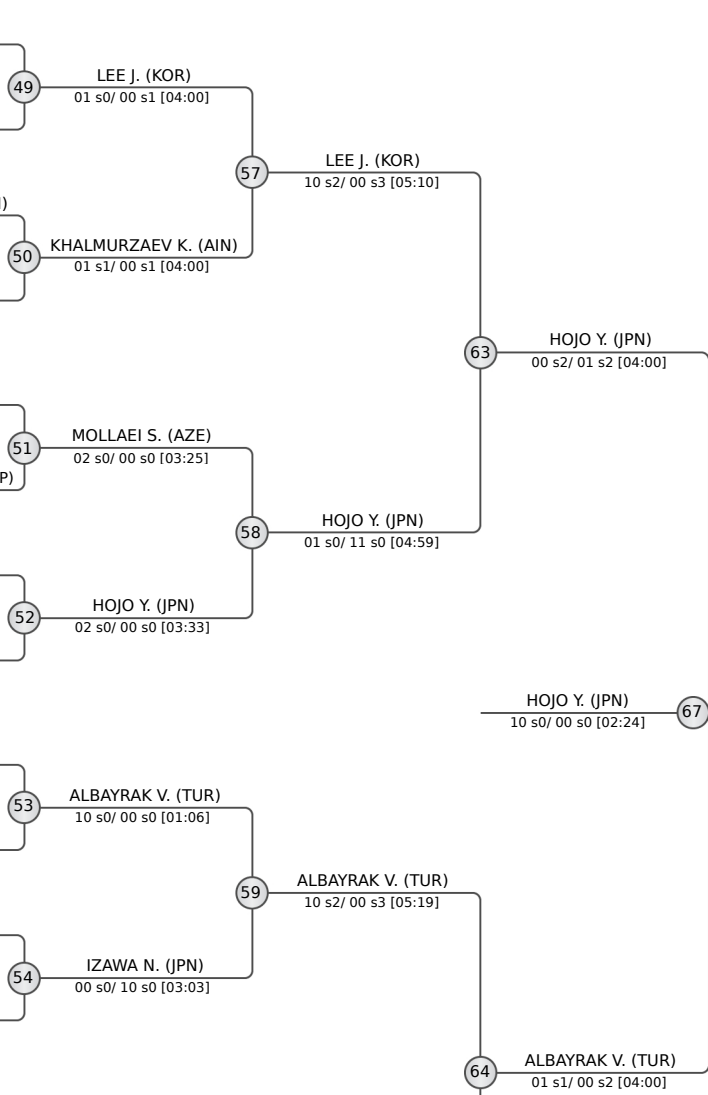 49
LEE J. (KOR)
01 s0/ 00 s1 [04:00]
57
LEE J. (KOR)
10 s2/ 00 s3 [05:10]
)
50
KHALMURZAEV K. (AIN)
01 s1/ 00 s1 [04:00]
63
HOJO Y. (JPN)
00 s2/ 01 s2 [04:00]
51
MOLLAEI S. (AZE)
02 s0/ 00 s0 [03:25]
P)
58
HOJO Y. (JPN)
01 s0/ 11 s0 [04:59]
52
HOJO Y. (JPN)
02 s0/ 00 s0 [03:33]
HOJO Y. (JPN)
10 s0/ 00 s0 [02:24]
67
53
ALBAYRAK V. (TUR)
10 s0/ 00 s0 [01:06]
59
ALBAYRAK V. (TUR)
10 s2/ 00 s3 [05:19]
54
IZAWA N. (JPN)
00 s0/ 10 s0 [03:03]
64
ALBAYRAK V. (TUR)
01 s1/ 00 s2 [04:00]